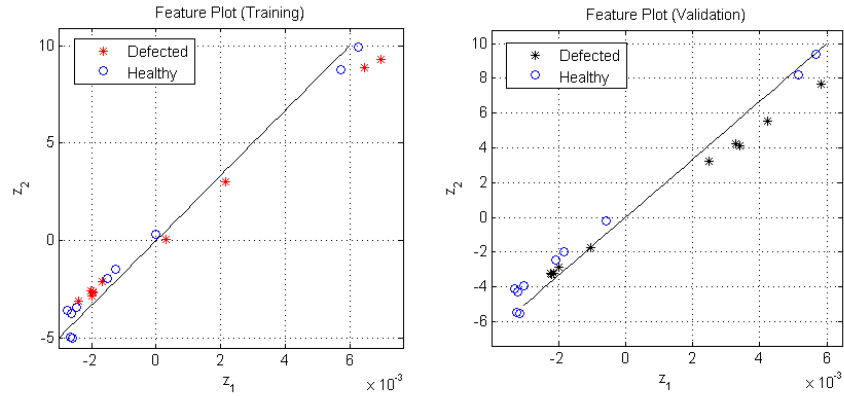 Feature Plot (Training)
10
5
0
-5
z2
Defected
Healthy
-2
0
2
4
6
z1
× 10-3
Feature Plot (Validation)
10
8
6
4
2
0
-2
-4
-6
z2
Defected
Healthy
-2
0
2
4
6
z1
× 10-3